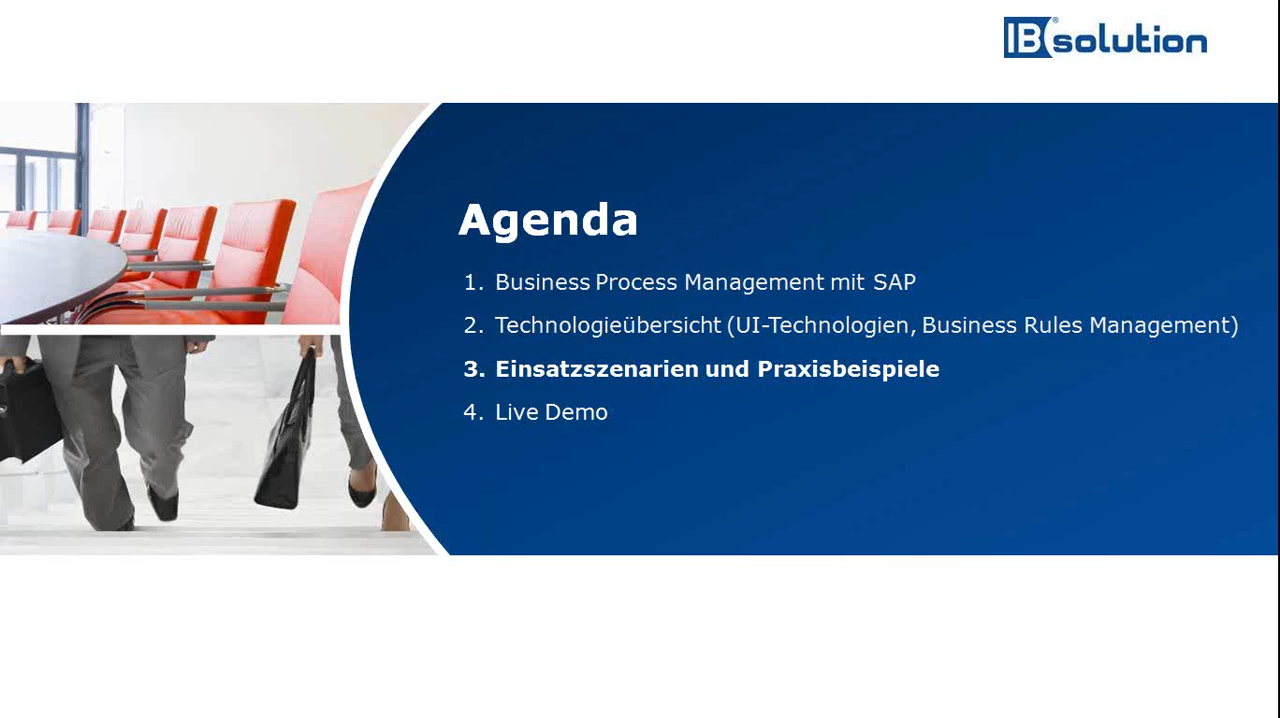 IBsolution®
Agenda
1. Business Process Management mit SAP
2. Technologieübersicht (UI-Technologien, Business Rules Management)
3. Einsatzszenarien und Praxisbeispiele
4. Live Demo